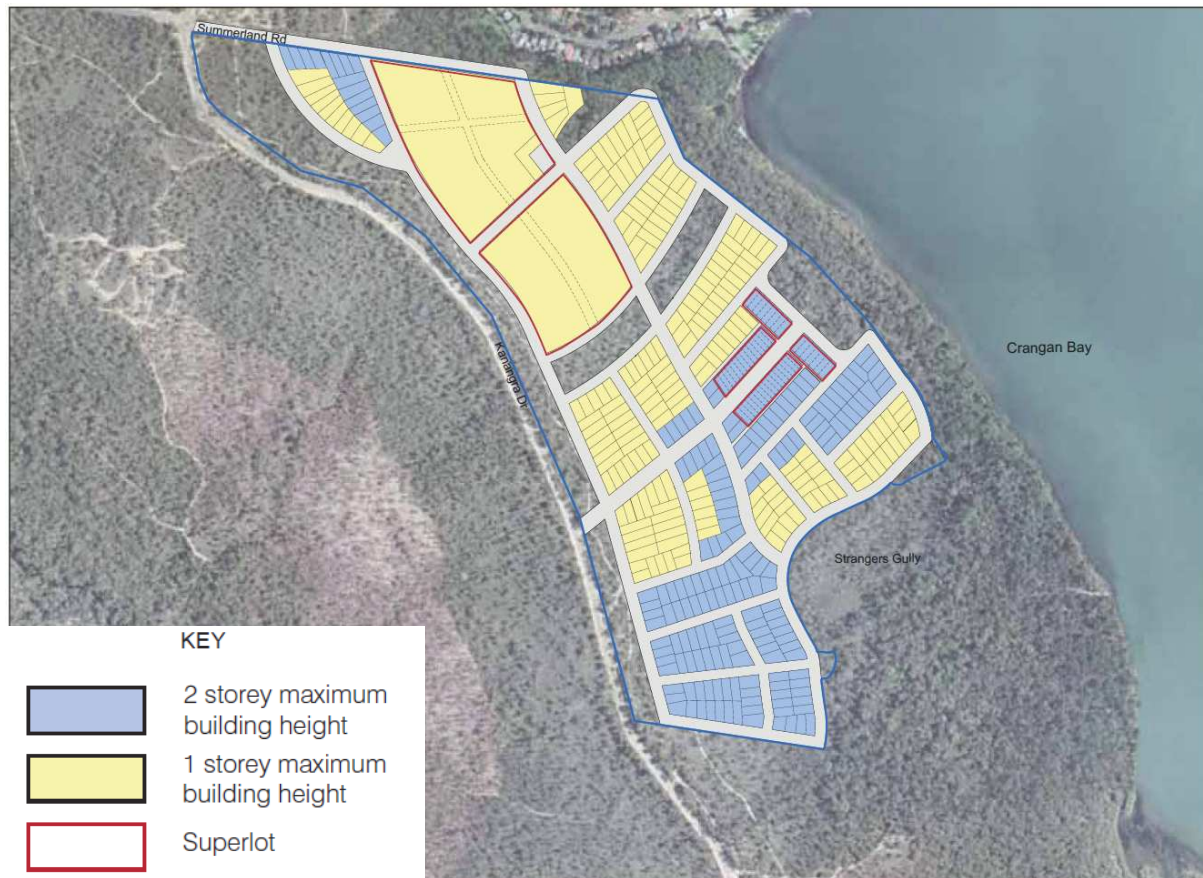 Summerland Rd
Crangan Bay
Kanangra Dr
Strangers Gully
KEY
2 storey maximum
building height
1 storey maximum
building height
Superlot